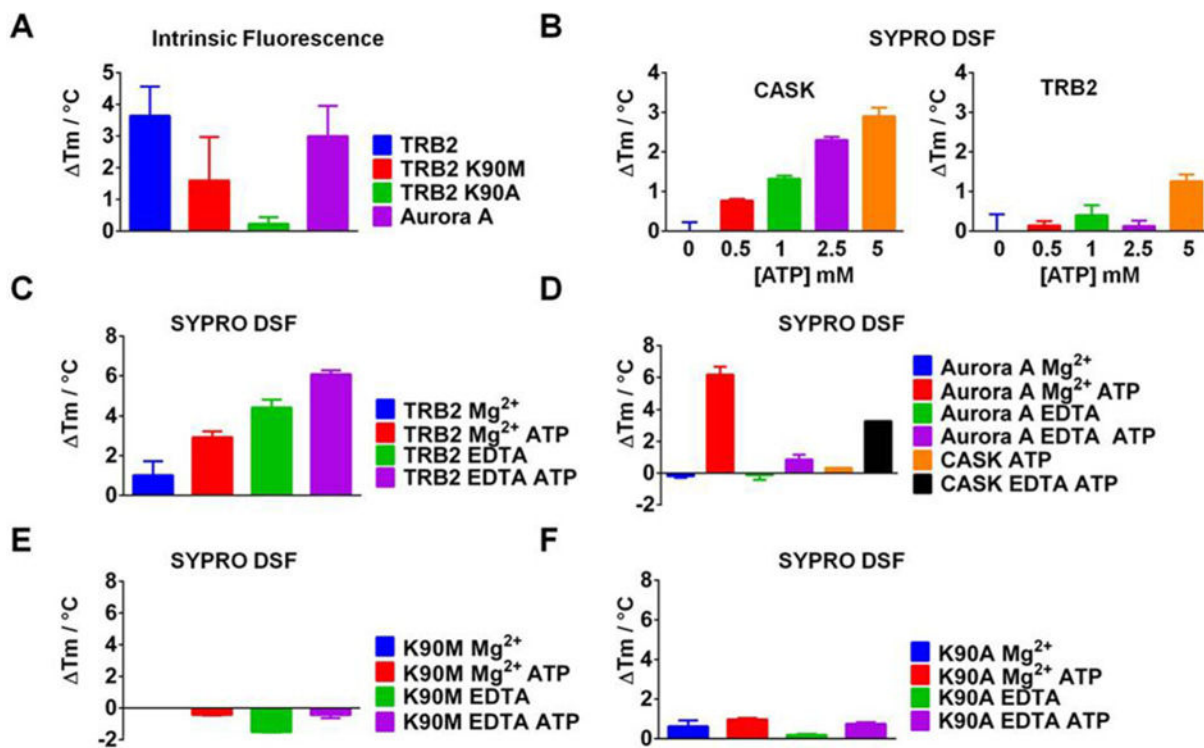 A
Intrinsic Fluorescence
ΔTm / °C
5
4
3
2
1
0
TRB2
TRB2 K90M
TRB2 K90A
Aurora A
B
SYPRO DSF
CASK
ΔTm / °C
4
3
2
1
0
0 0.5 1 2.5 5
[ATP] mM
TRB2
ΔTm / °C
4
3
2
1
0
0 0.5 1 2.5 5
[ATP] mM
C
SYPRO DSF
ΔTm / °C
8
6
4
2
0
TRB2 Mg²⁺
TRB2 Mg²⁺ ATP
TRB2 EDTA
TRB2 EDTA ATP
D
SYPRO DSF
ΔTm / °C
8
6
4
2
0
-2
Aurora A Mg²⁺
Aurora A Mg²⁺ ATP
Aurora A EDTA
Aurora A EDTA ATP
CASK ATP
CASK EDTA ATP
E
SYPRO DSF
ΔTm / °C
8
6
4
2
0
-2
K90M Mg²⁺
K90M Mg²⁺ ATP
K90M EDTA
K90M EDTA ATP
F
SYPRO DSF
ΔTm / °C
8
6
4
2
0
K90A Mg²⁺
K90A Mg²⁺ ATP
K90A EDTA
K90A EDTA ATP